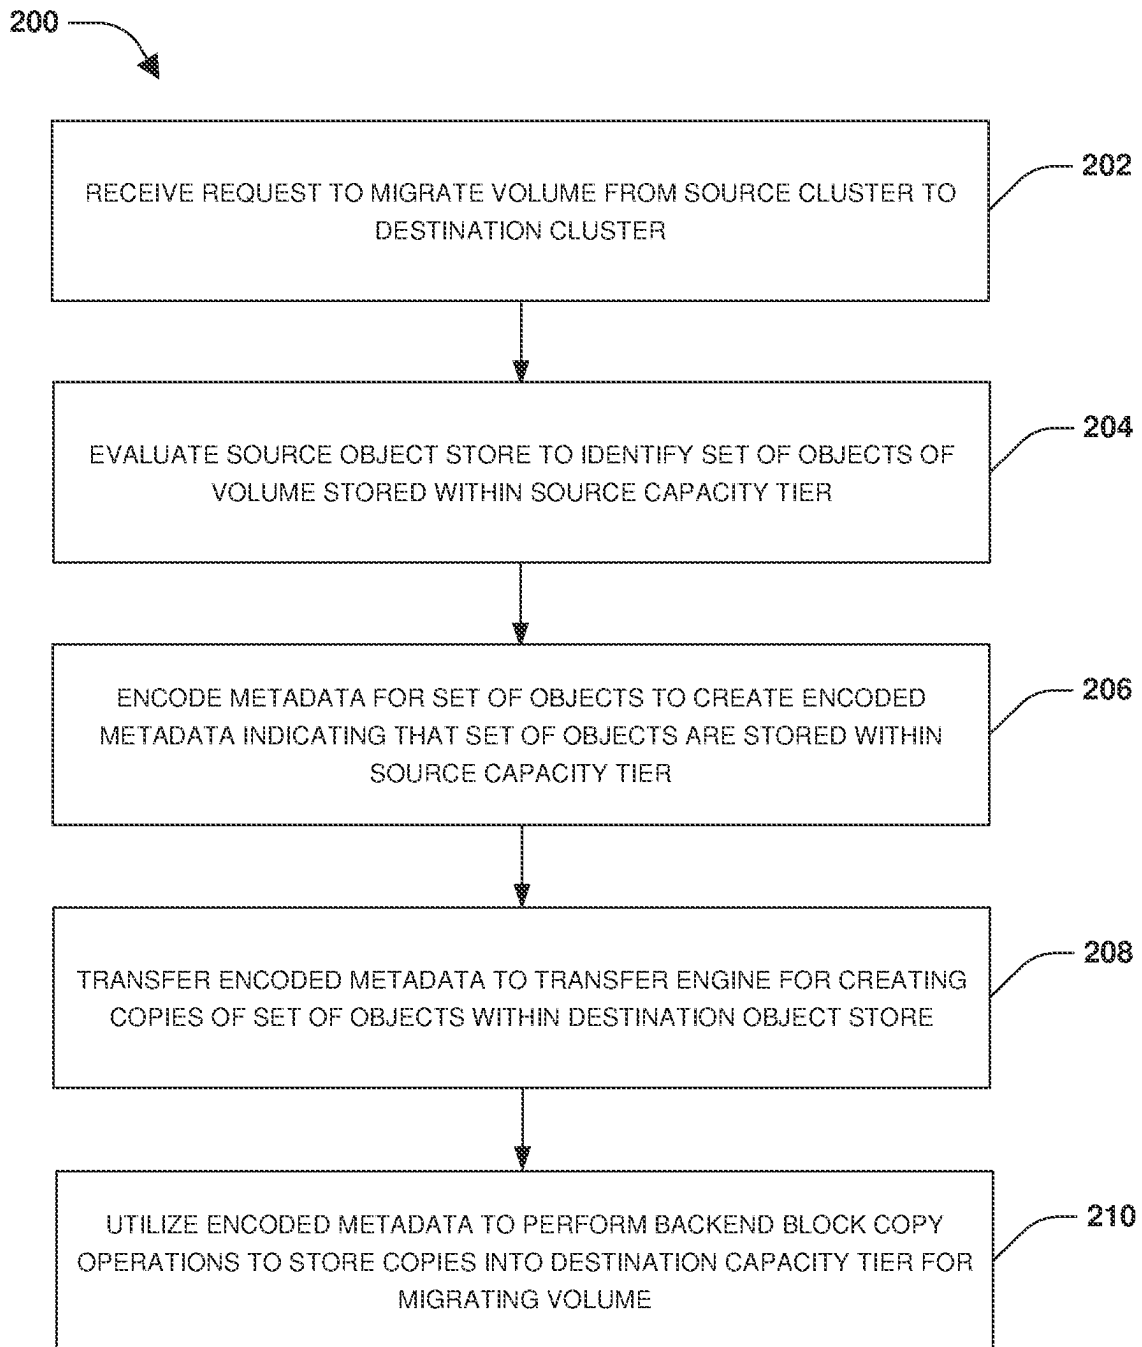 200
RECEIVE REQUEST TO MIGRATE VOLUME FROM SOURCE CLUSTER TO
DESTINATION CLUSTER
202
EVALUATE SOURCE OBJECT STORE TO IDENTIFY SET OF OBJECTS OF
VOLUME STORED WITHIN SOURCE CAPACITY TIER
204
ENCODE METADATA FOR SET OF OBJECTS TO CREATE ENCODED
METADATA INDICATING THAT SET OF OBJECTS ARE STORED WITHIN
SOURCE CAPACITY TIER
206
TRANSFER ENCODED METADATA TO TRANSFER ENGINE FOR CREATING
COPIES OF SET OF OBJECTS WITHIN DESTINATION OBJECT STORE
208
UTILIZE ENCODED METADATA TO PERFORM BACKEND BLOCK COPY
OPERATIONS TO STORE COPIES INTO DESTINATION CAPACITY TIER FOR
MIGRATING VOLUME
210